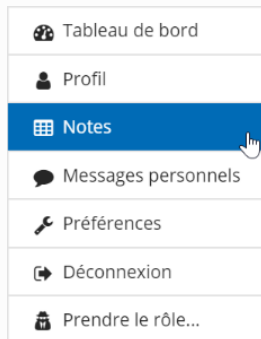 Tableau de bord
Profil
Notes
Messages personnels
Préférences
Déconnexion
Prendre le rôle...